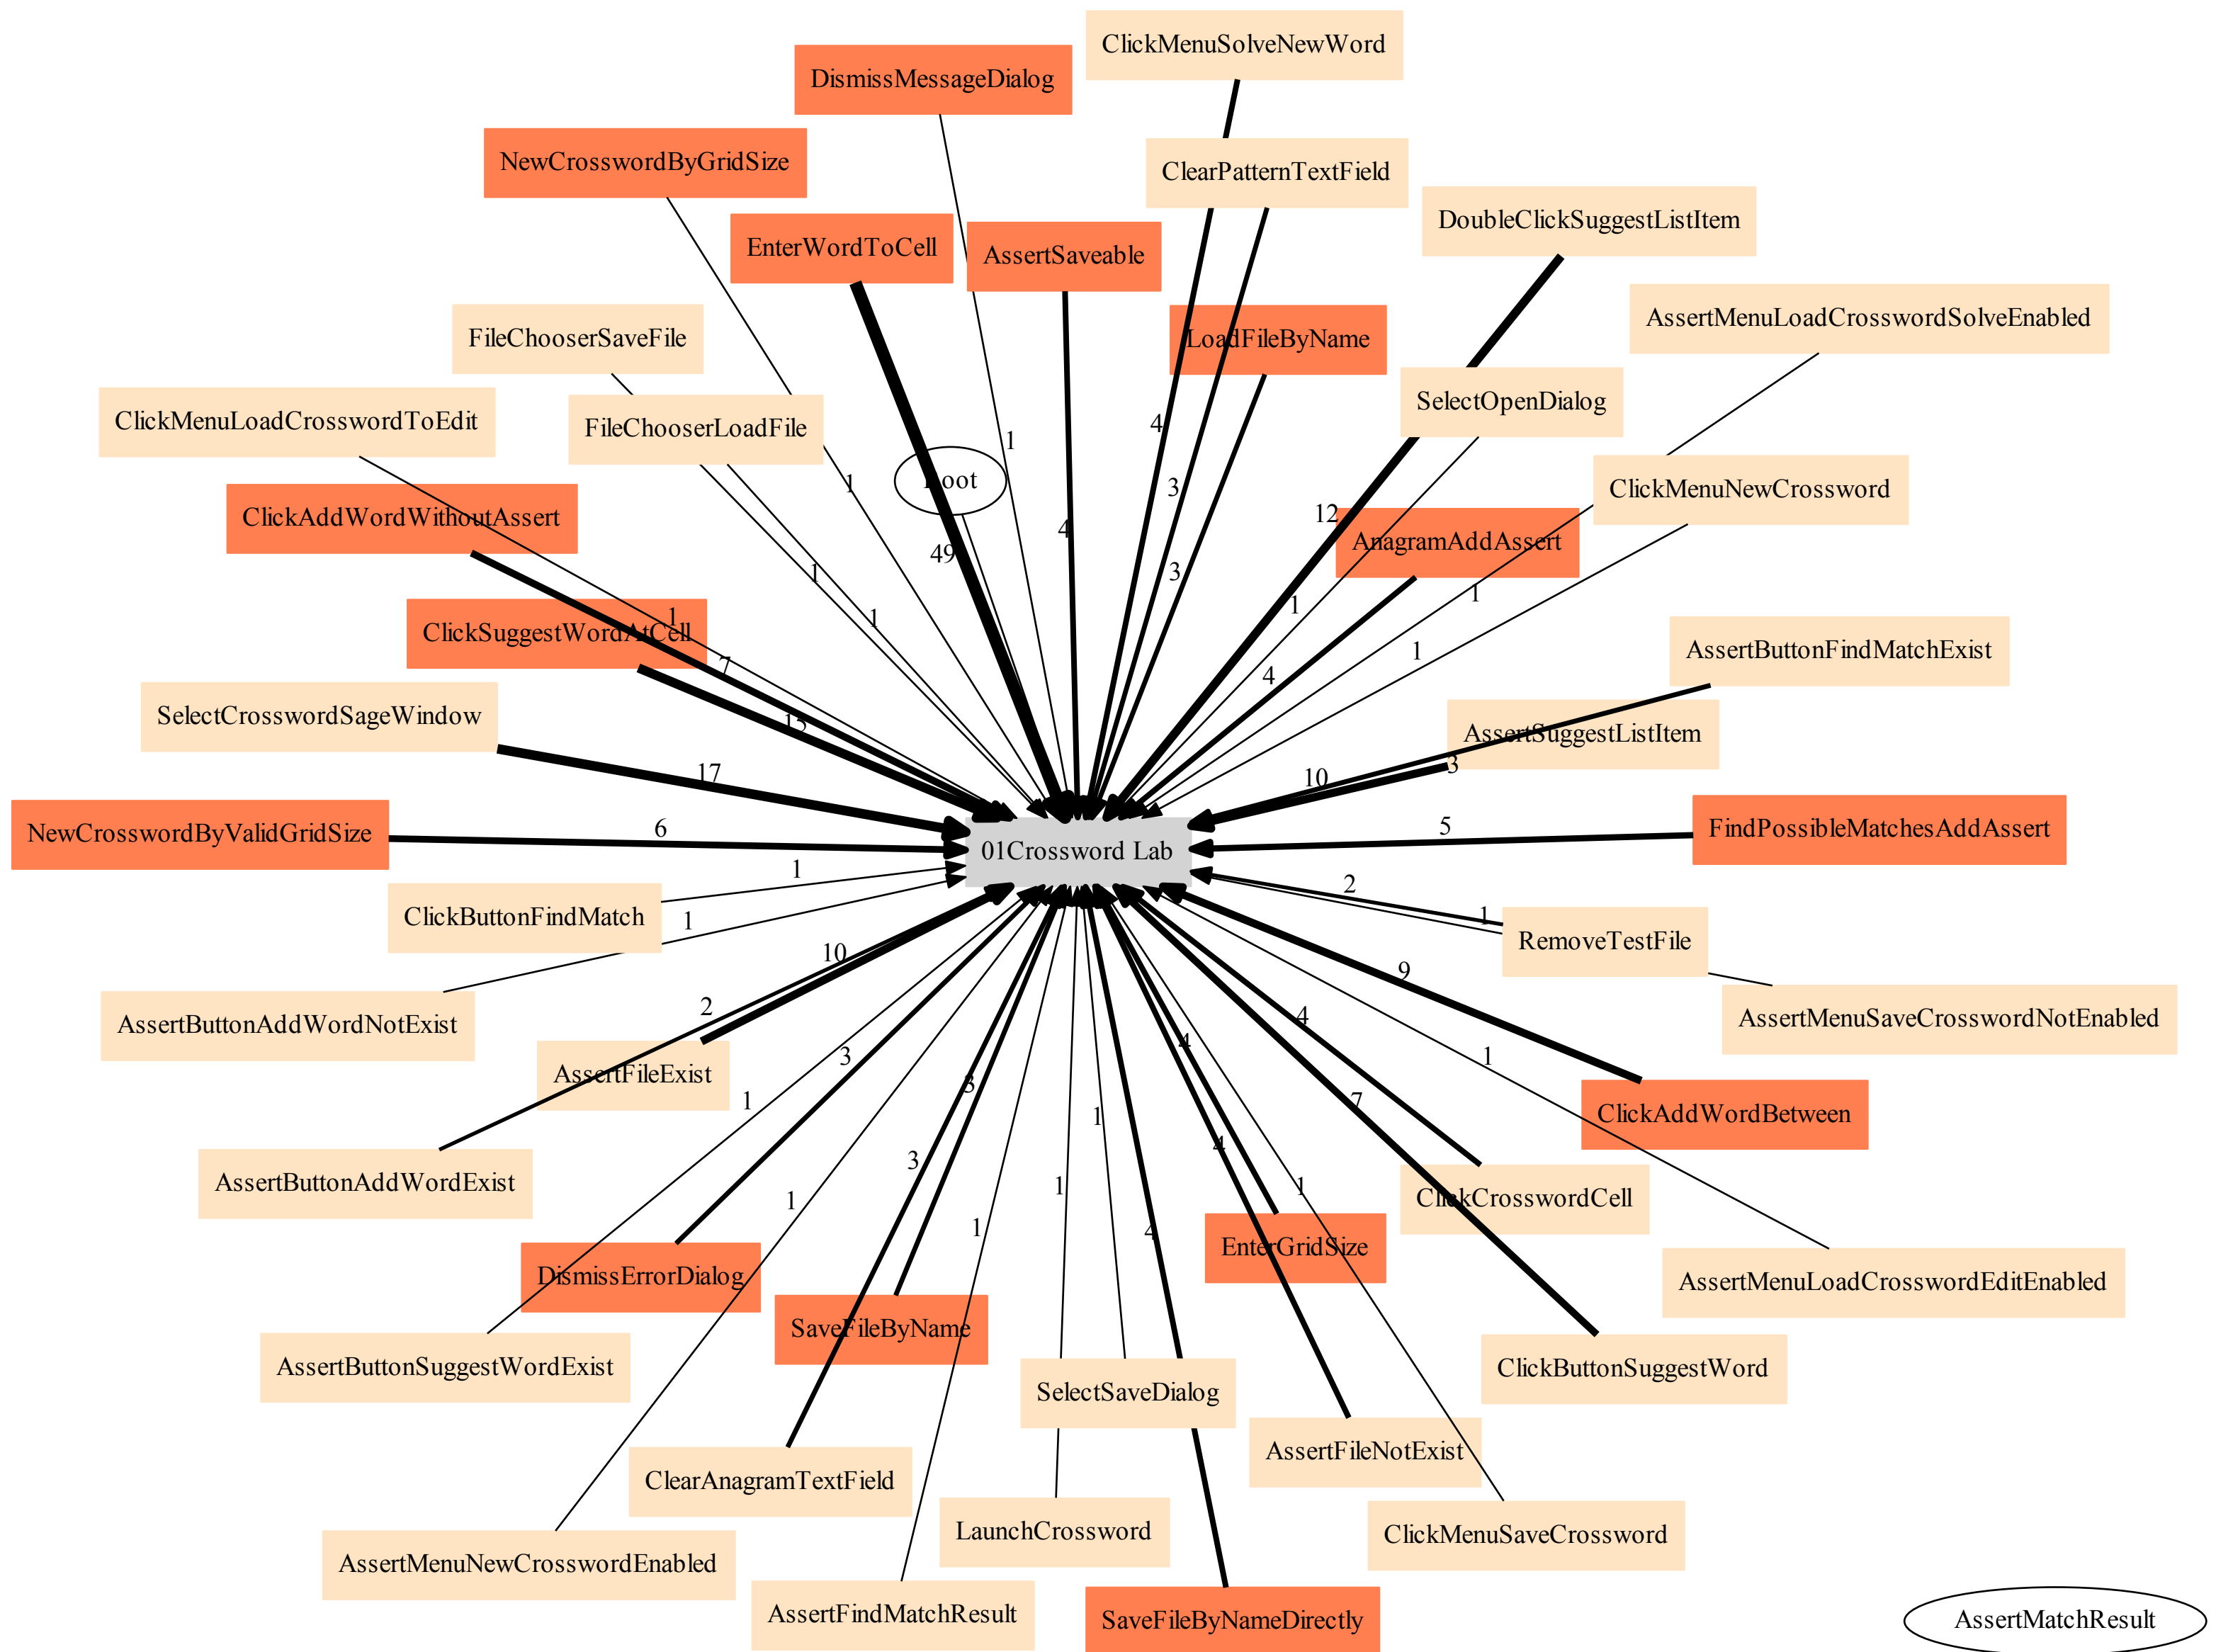 ClickMenuSolveNewWord
DismissMessageDialog
NewCrosswordByGridSize
ClearPatternTextField
DoubleClickSuggestListItem
EnterWordToCell
AssertSaveable
AssertMenuLoadCrosswordSolveEnabled
FileChooserSaveFile
LoadFileByName
SelectOpenDialog
ClickMenuLoadCrosswordToEdit
FileChooserLoadFile
4
1
Root
1
3
ClickMenuNewCrossword
12
ClickAddWordWithoutAssert
4
AnagramAddAssert
49
1
3
1
1
1
1
ClickSuggestWordAtCell
7
4
1
AssertButtonFindMatchExist
SelectCrosswordSageWindow
15
AssertSuggestListItem
17
10
3
NewCrosswordByValidGridSize
6
01Crossword Lab
5
FindPossibleMatchesAddAssert
1
2
ClickButtonFindMatch
1
1
RemoveTestFile
10
9
AssertButtonAddWordNotExist
2
4
AssertMenuSaveCrosswordNotEnabled
3
4
1
AssertFileExist
3
1
1
7
ClickAddWordBetween
4
3
AssertButtonAddWordExist
1
1
1
ClickCrosswordCell
1
4
DismissErrorDialog
EnterGridSize
AssertMenuLoadCrosswordEditEnabled
SaveFileByName
AssertButtonSuggestWordExist
ClickButtonSuggestWord
SelectSaveDialog
ClearAnagramTextField
AssertFileNotExist
LaunchCrossword
ClickMenuSaveCrossword
AssertMenuNewCrosswordEnabled
AssertFindMatchResult
SaveFileByNameDirectly
AssertMatchResult